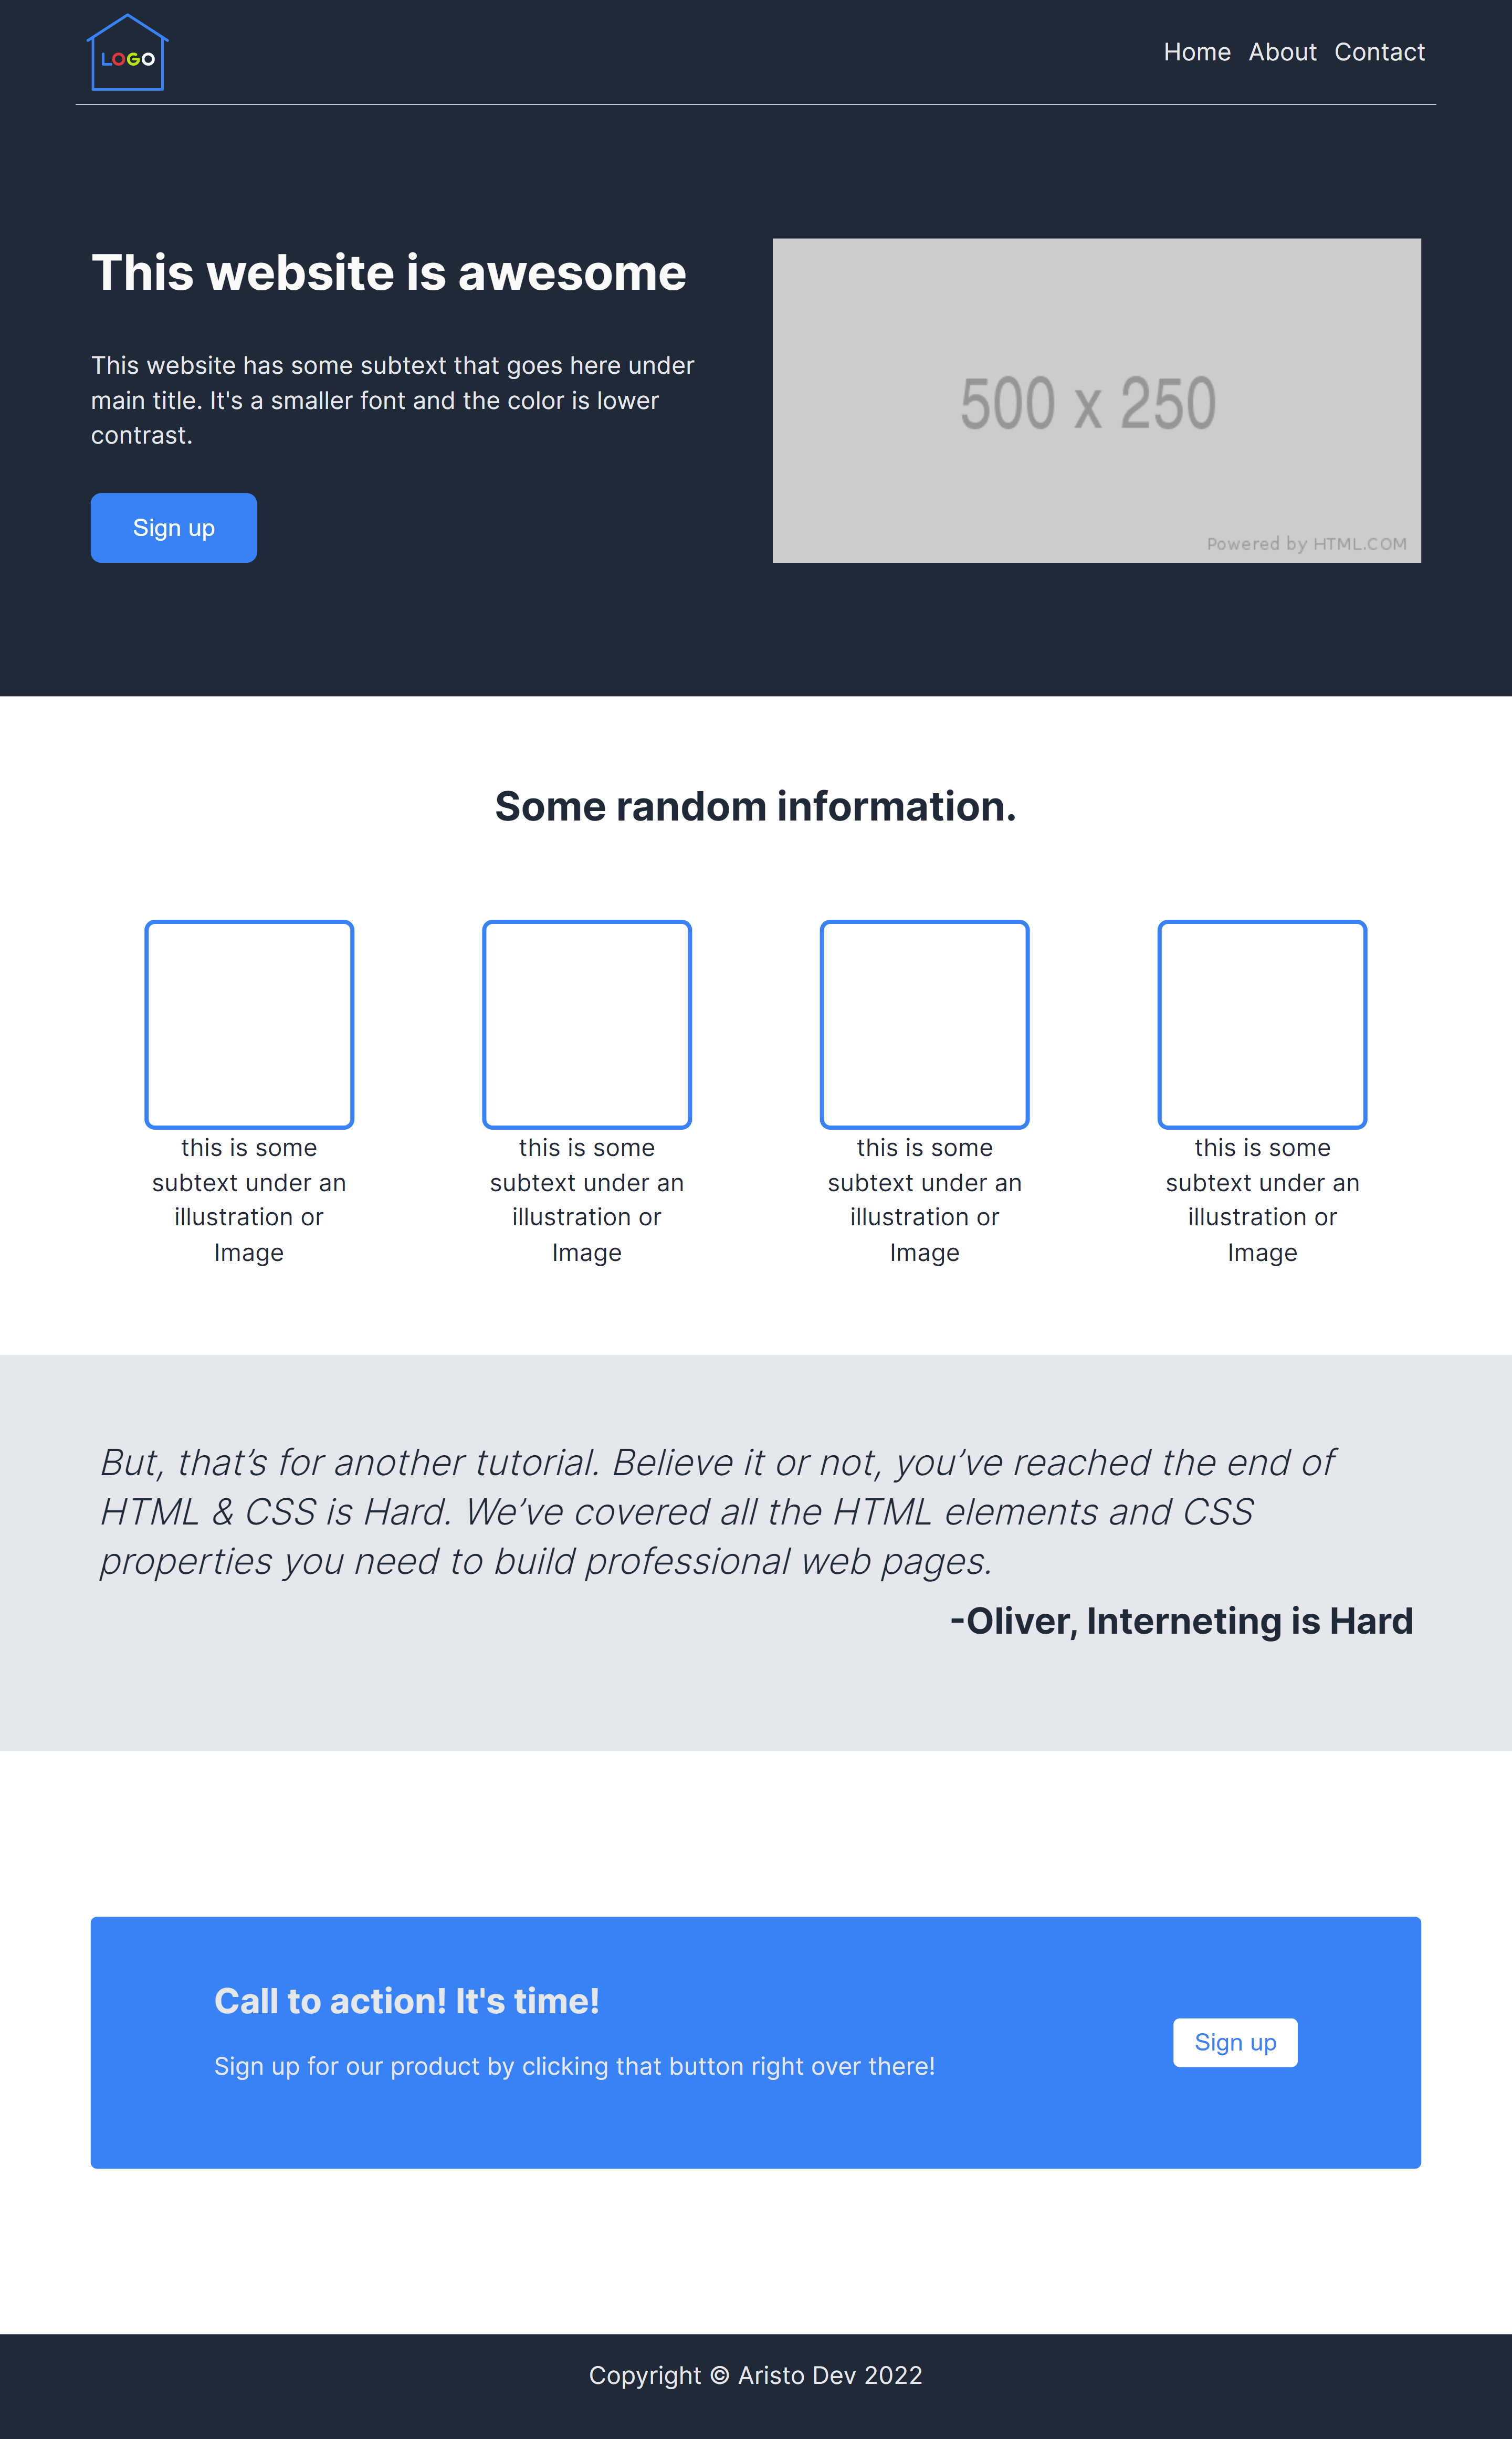 LOGO
Home About Contact
This website is awesome
This website has some subtext that goes here under
main title. It's a smaller font and the color is lower
contrast.
Sign up
500 x 250
Powered by HTML.COM
Some random information.
this is some
subtext under an
illustration or
Image
this is some
subtext under an
illustration or
Image
this is some
subtext under an
illustration or
Image
this is some
subtext under an
illustration or
Image
But, that’s for another tutorial. Believe it or not, you’ve reached the end of
HTML & CSS is Hard. We’ve covered all the HTML elements and CSS
properties you need to build professional web pages.
-Oliver, Interneting is Hard
Call to action! It's time!
Sign up for our product by clicking that button right over there!
Sign up
Copyright © Aristo Dev 2022